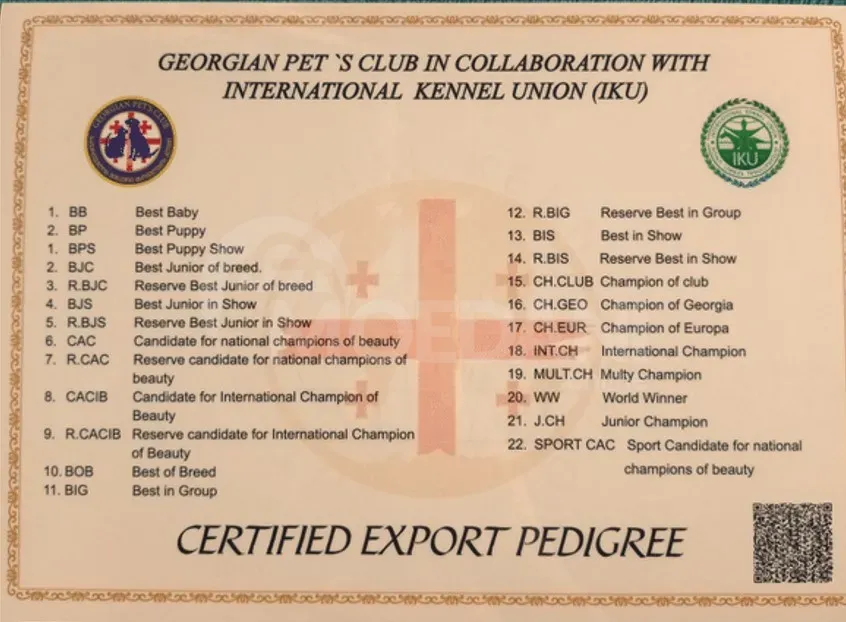 GEORGIAN PET `S CLUB IN COLLABORATION WITH
INTERNATIONAL KENNEL UNION (IKU)
GEORGIAN PET'S CLUB
IKU
1. BB Best Baby
2. BP Best Puppy
1. BPS Best Puppy Show
2. BJC Best Junior of breed.
3. R.BJC Reserve Best Junior of breed
4. BJS Best Junior in Show
5. R.BJS Reserve Best Junior in Show
6. CAC Candidate for national champions of beauty
7. R.CAC Reserve candidate for national champions of
beauty
8. CACIB Candidate for International Champion of
Beauty
9. R.CACIB Reserve candidate for International Champion
of Beauty
10. BOB Best of Breed
11. BIG Best in Group
12. R.BIG Reserve Best in Group
13. BIS Best in Show
14. R.BIS Reserve Best in Show
15. CH.CLUB Champion of club
16. CH.GEO Champion of Georgia
17. CH.EUR Champion of Europa
18. INT.CH International Champion
19. MULT.CH Multy Champion
20. WW World Winner
21. J.CH Junior Champion
22. SPORT CAC Sport Candidate for national
champions of beauty
CERTIFIED EXPORT PEDIGREE